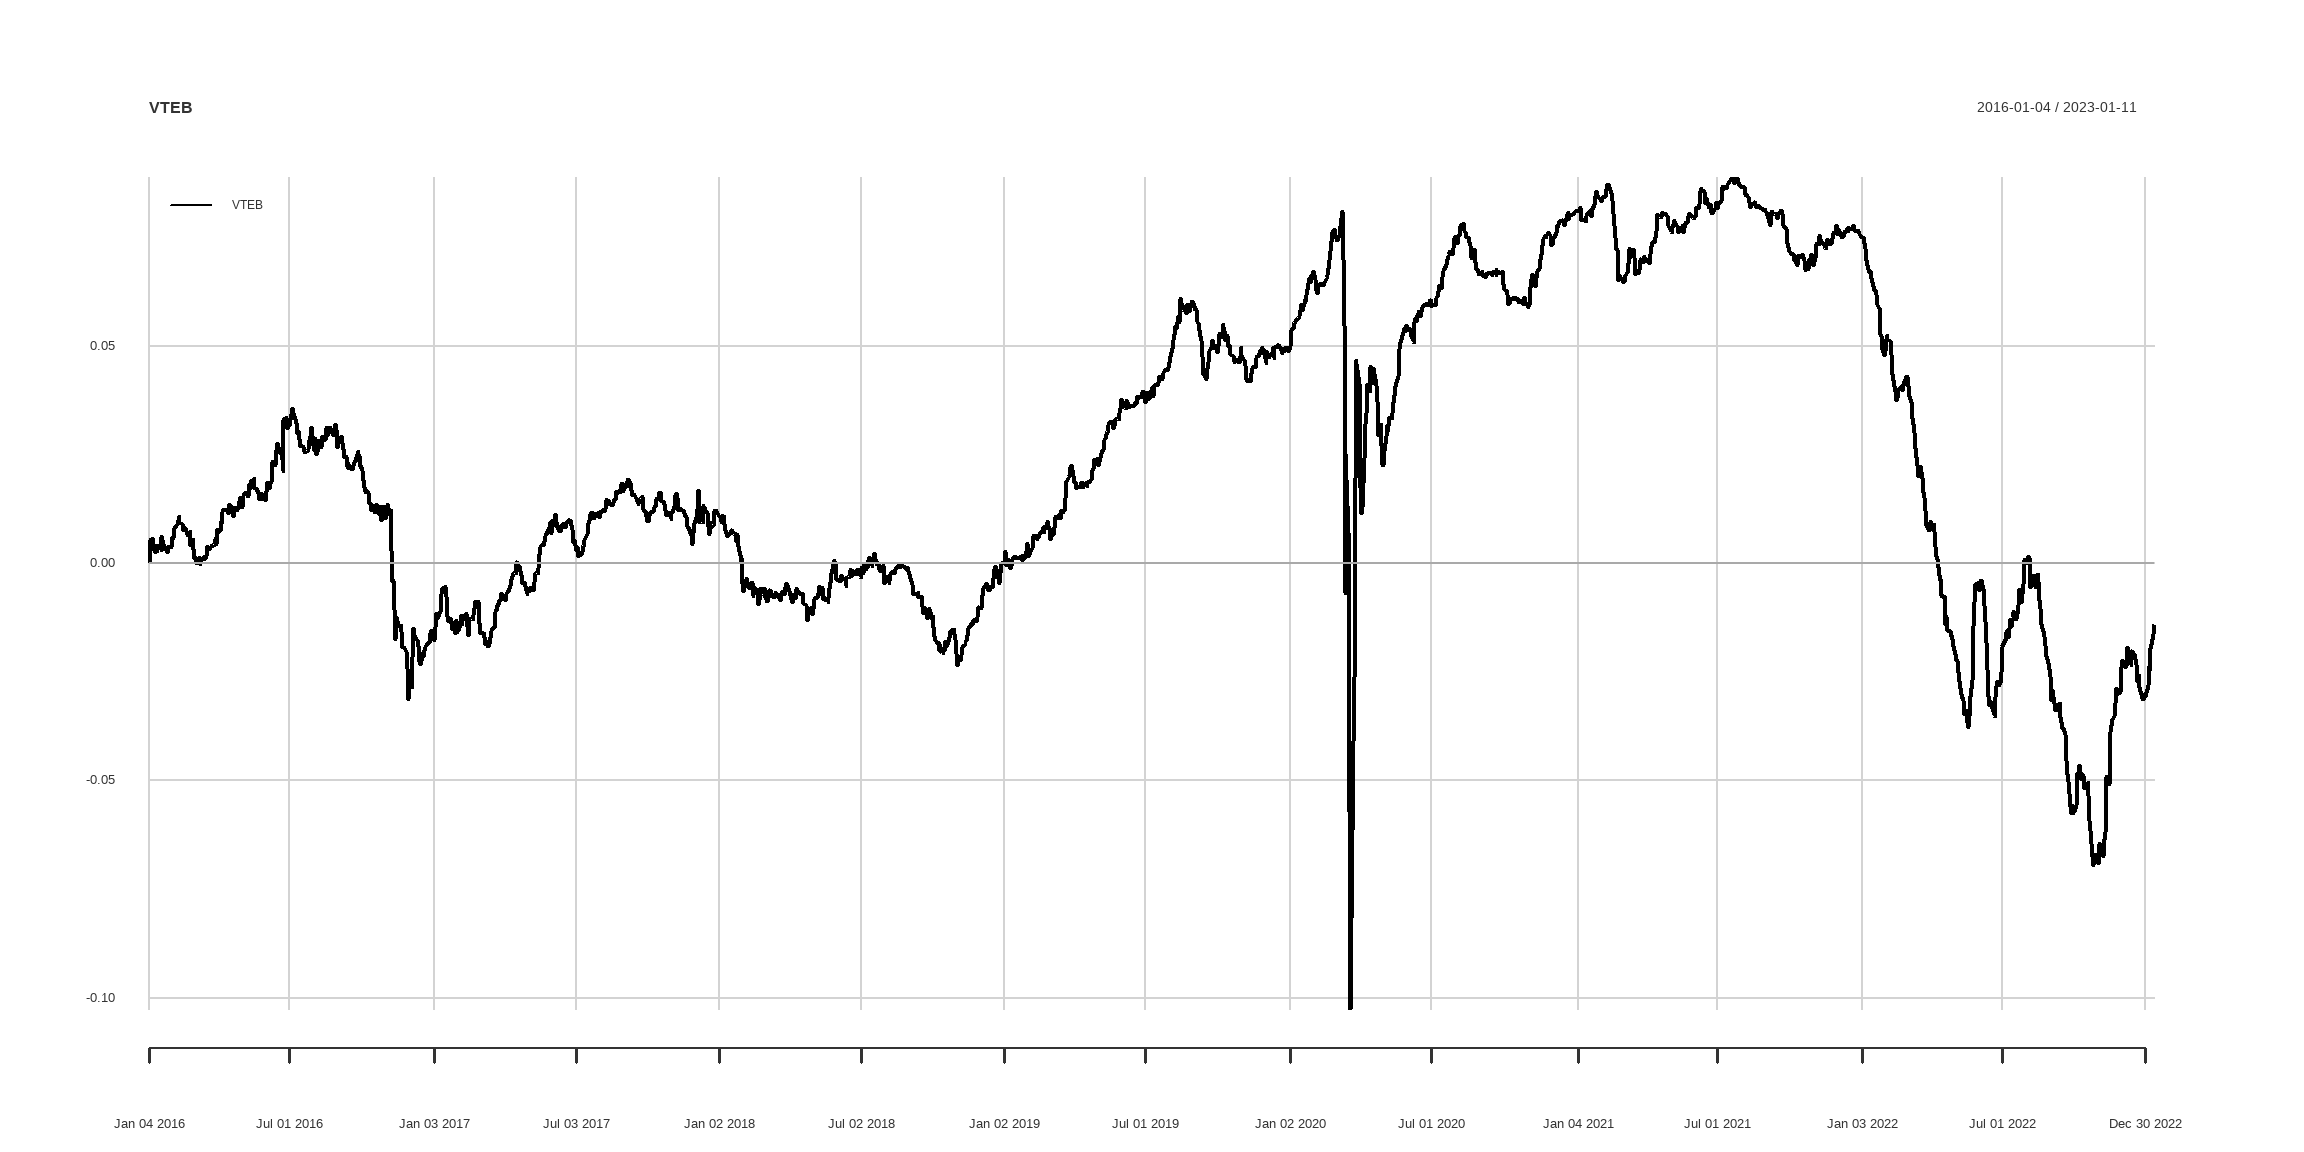 VTEB
2016-01-04 / 2023-01-11
VTEB
0.05
0.00
-0.05
-0.10
Jan 04 2016
Jul 01 2016
Jan 03 2017
Jul 03 2017
Jan 02 2018
Jul 02 2018
Jan 02 2019
Jul 01 2019
Jan 02 2020
Jul 01 2020
Jan 04 2021
Jul 01 2021
Jan 03 2022
Jul 01 2022
Dec 30 2022